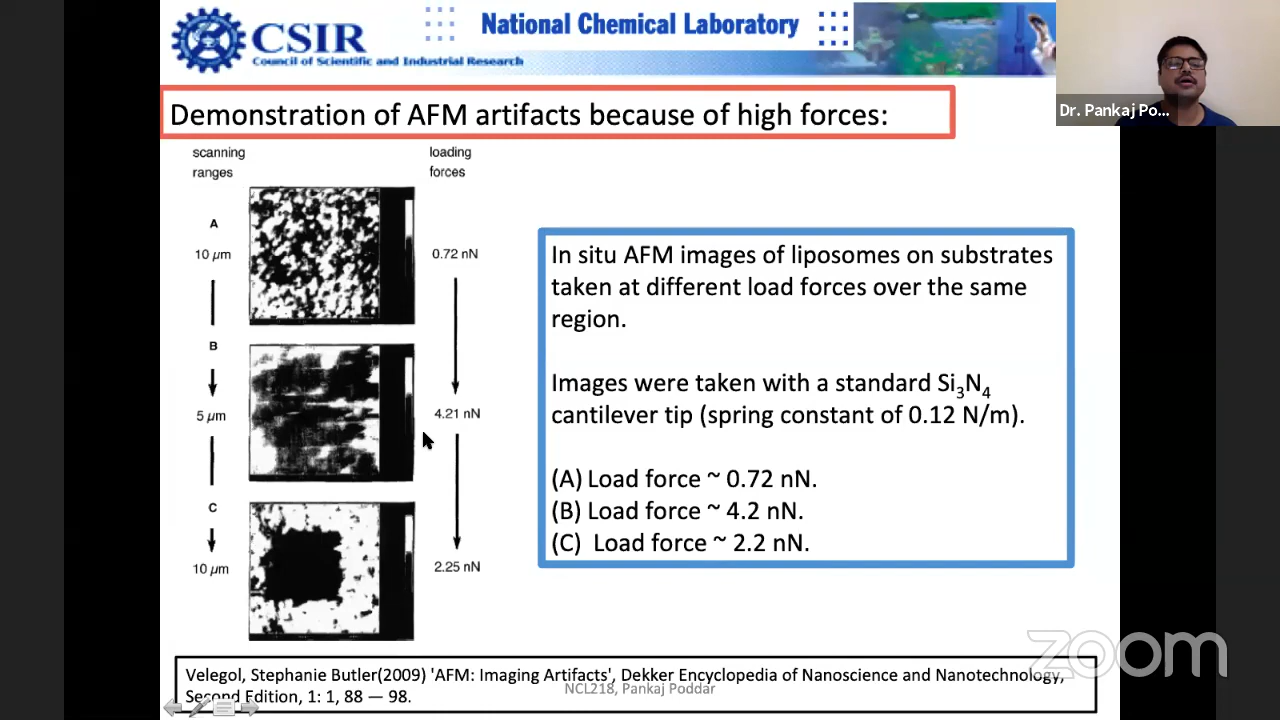 CSIR
Council of Scientific and Industrial Research
National Chemical Laboratory
Dr. Pankaj Po...
Demonstration of AFM artifacts because of high forces:
scanning
ranges
loading
forces
A
10 μm
0.72 nN
B
5 μm
4.21 nN
C
10 μm
2.25 nN
In situ AFM images of liposomes on substrates
taken at different load forces over the same
region.
Images were taken with a standard Si₃N₄
cantilever tip (spring constant of 0.12 N/m).
(A) Load force ~ 0.72 nN.
(B) Load force ~ 4.2 nN.
(C) Load force ~ 2.2 nN.
zoom
Velegol, Stephanie Butler(2009) 'AFM: Imaging Artifacts', Dekker Encyclopedia of Nanoscience and Nanotechnology,
Second Edition, 1: 1, 88 — 98.
NCL218, Pankaj Poddar